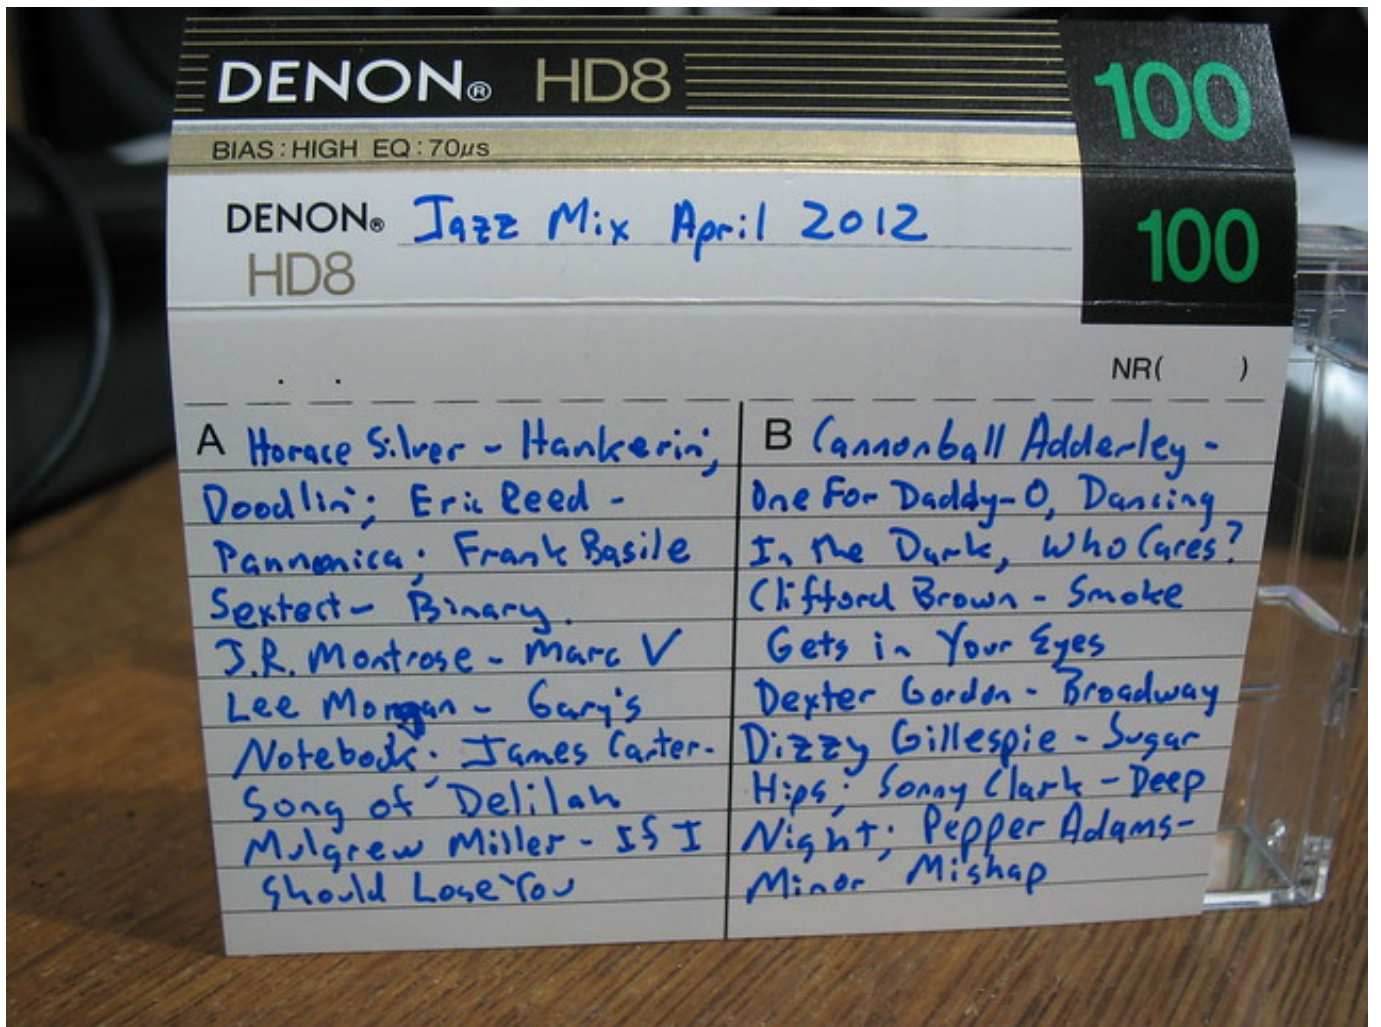 DENON® HD8 100
BIAS : HIGH EQ : 70µs
DENON® Jazz Mix April 2012 100
HD8
NR( )
A Horace Silver - Hankerin',
Doodlin'; Eric Reed -
Pannonica; Frank Basile
Sextect - Binary.
J.R. Montrose - Marc V
Lee Morgan - Gary's
Notebook; James Carter-
Song of Delilah
Mulgrew Miller - If I
Should Lose You
B Cannonball Adderley -
One For Daddy-O, Dancing
In the Dark, Who Cares?
Clifford Brown - Smoke
Gets in Your Eyes
Dexter Gordon - Broadway
Dizzy Gillespie - Sugar
Hips; Sonny Clark - Deep
Night; Pepper Adams-
Minor Mishap